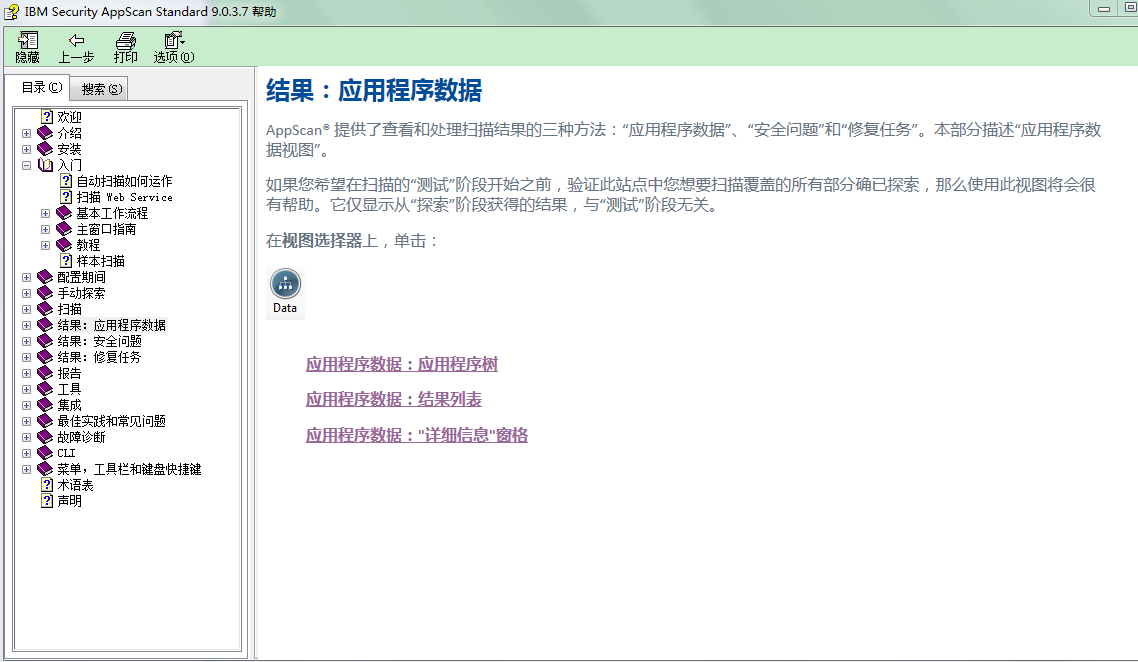 IBM Security AppScan Standard 9.0.3.7 帮助
隐藏 上一步 打印 选项(O)
目录(C) 搜索(S)
欢迎
介绍
安装
入门
自动扫描如何运作
扫描 Web Service
基本工作流程
主窗口指南
教程
样本扫描
配置期间
手动探索
扫描
结果：应用程序数据
结果：安全问题
结果：修复任务
报告
工具
集成
最佳实践和常见问题
故障诊断
CLI
菜单，工具栏和键盘快捷键
术语表
声明
结果：应用程序数据
AppScan® 提供了查看和处理扫描结果的三种方法：“应用程序数据”、“安全问题”和“修复任务”。本部分描述“应用程序数
据视图”。
如果您希望在扫描的“测试”阶段开始之前，验证此站点中您想要扫描覆盖的所有部分确已探索，那么使用此视图将会很
有帮助。它仅显示从“探索”阶段获得的结果，与“测试”阶段无关。
在视图选择器上，单击：
Data
应用程序数据：应用程序树
应用程序数据：结果列表
应用程序数据："详细信息"窗格